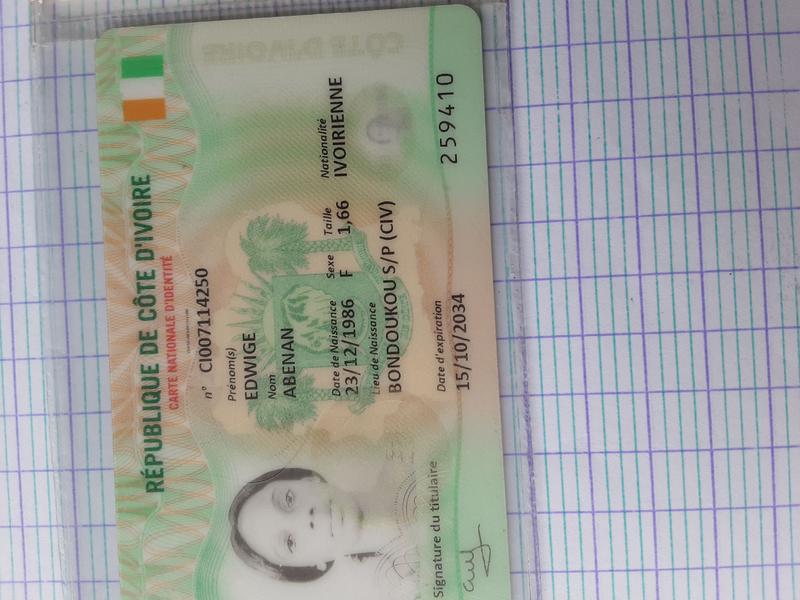 CÔTE D'IVOIRE
RÉPUBLIQUE DE CÔTE D'IVOIRE
CARTE NATIONALE D'IDENTITÉ
n° CI007114250
Prénom(s)
EDWIGE
Nom
ABENAN
Date de Naissance Sexe Taille Nationalité
23/12/1986 F 1,66 IVOIRIENNE
Lieu de Naissance
BONDOUKOU S/P (CIV)
Date d'expiration
15/10/2034
259410
Signature du titulaire